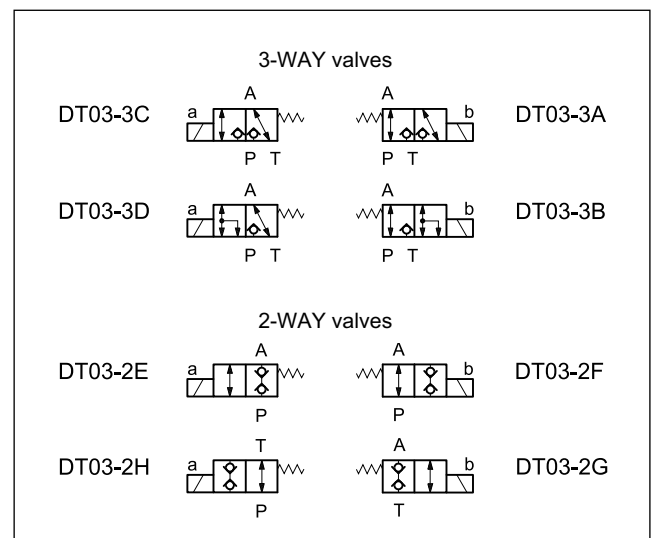 3-WAY valves
A A
DT03-3C a b DT03-3A
P T P T
A A
DT03-3D a b DT03-3B
P T P T
2-WAY valves
A A
DT03-2E a b DT03-2F
P P
T A
DT03-2H a b DT03-2G
P T